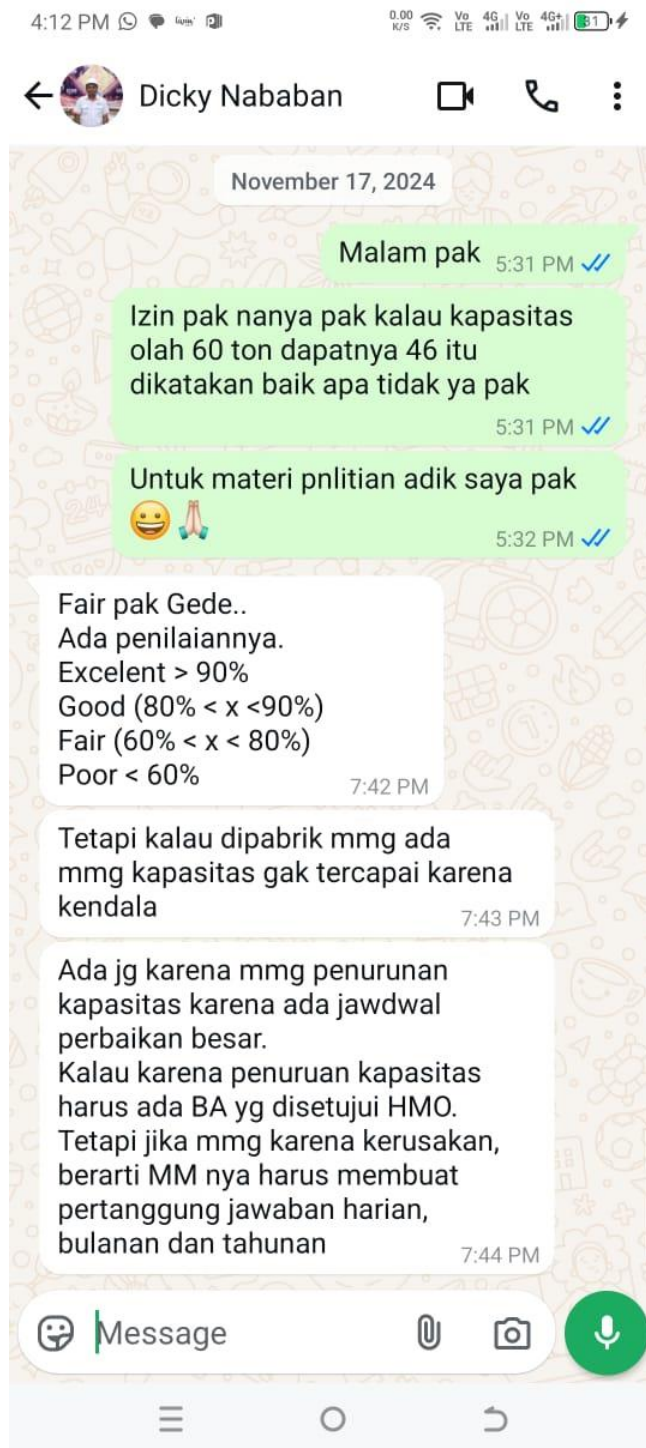 4:12 PM
0.00 K/S Vo LTE 4G Vo LTE 4G+ 31
Dicky Nababan
November 17, 2024
Malam pak 5:31 PM
Izin pak nanya pak kalau kapasitas
olah 60 ton dapatnya 46 itu
dikatakan baik apa tidak ya pak
5:31 PM
Untuk materi pnlitian adik saya pak
😀🙏🏻
5:32 PM
Fair pak Gede..
Ada penilaiannya.
Excelent > 90%
Good (80% < x <90%)
Fair (60% < x < 80%)
Poor < 60%
7:42 PM
Tetapi kalau dipabrik mmg ada
mmg kapasitas gak tercapai karena
kendala
7:43 PM
Ada jg karena mmg penurunan
kapasitas karena ada jawdwal
perbaikan besar.
Kalau karena penuruan kapasitas
harus ada BA yg disetujui HMO.
Tetapi jika mmg karena kerusakan,
berarti MM nya harus membuat
pertanggung jawaban harian,
bulanan dan tahunan
7:44 PM
Message